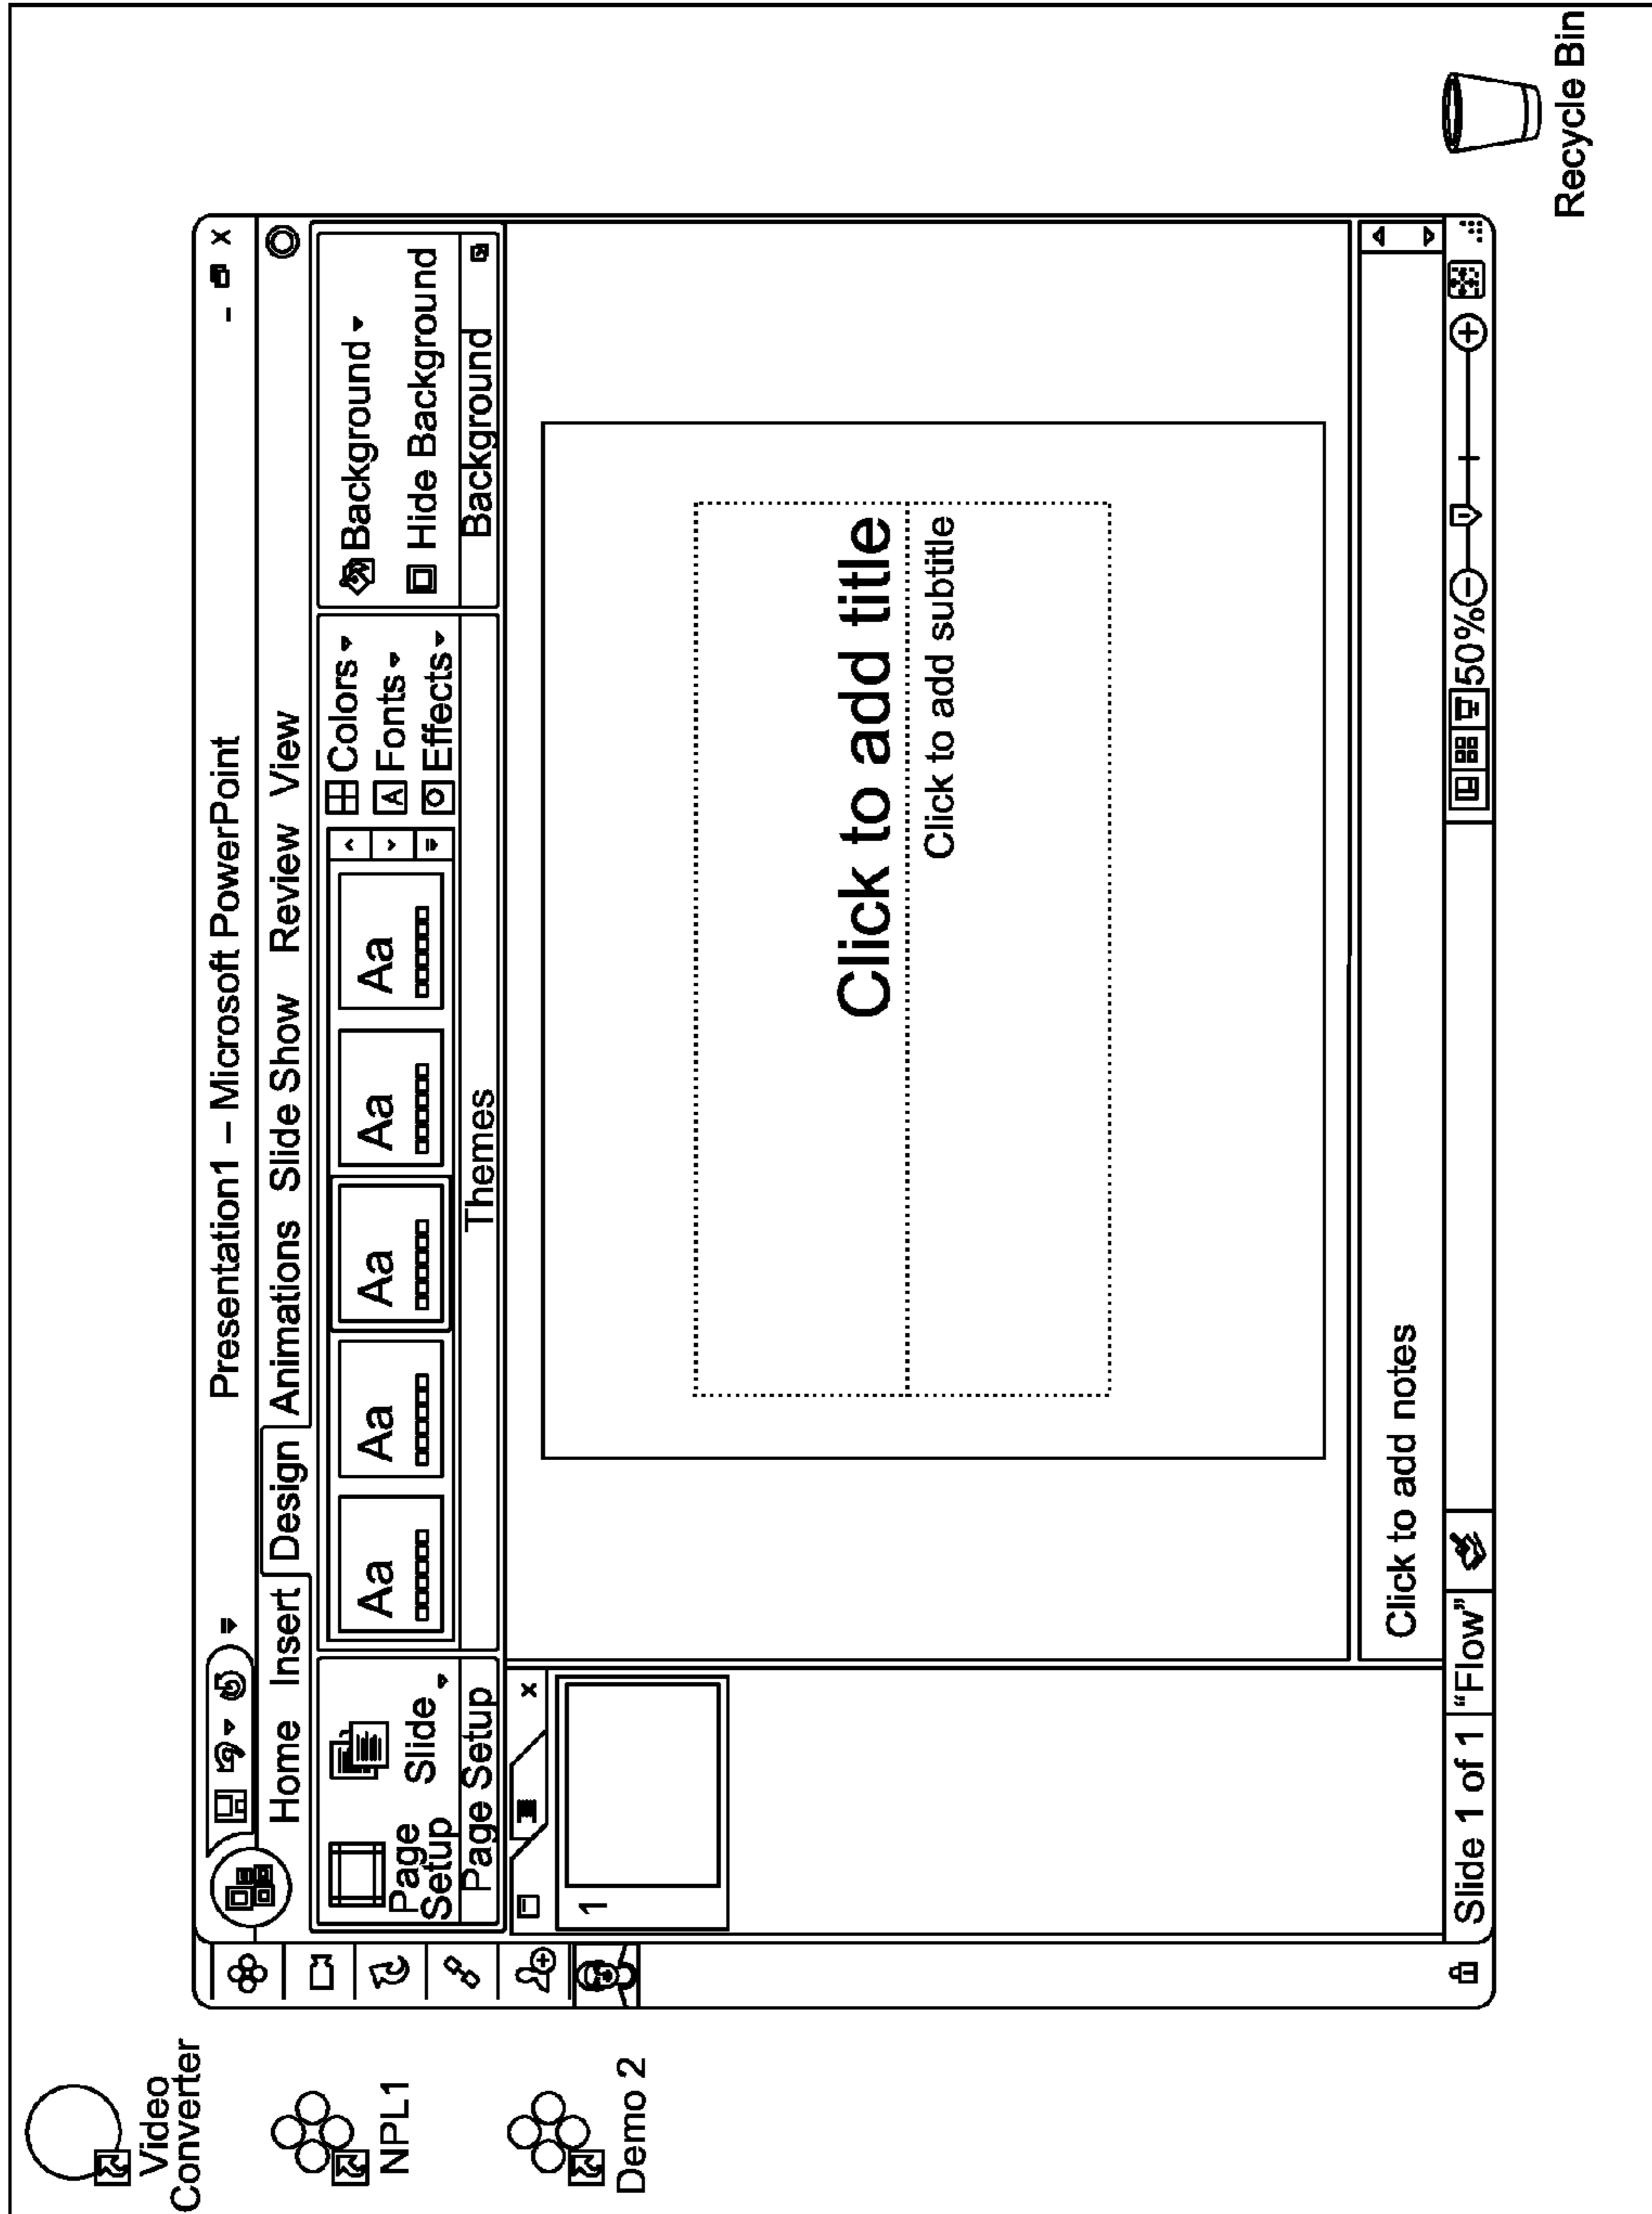 Video
Converter
NPL1
Demo 2
Presentation1 – Microsoft PowerPoint
Home Insert Design Animations Slide Show Review View
Page
Setup
Slide
Page Setup
Aa Aa Aa Aa Aa
Colors
A Fonts
Effects
Themes
Background
Hide Background
Background
1
Click to add title
Click to add subtitle
Click to add notes
Slide 1 of 1 “Flow” 50%
Recycle Bin